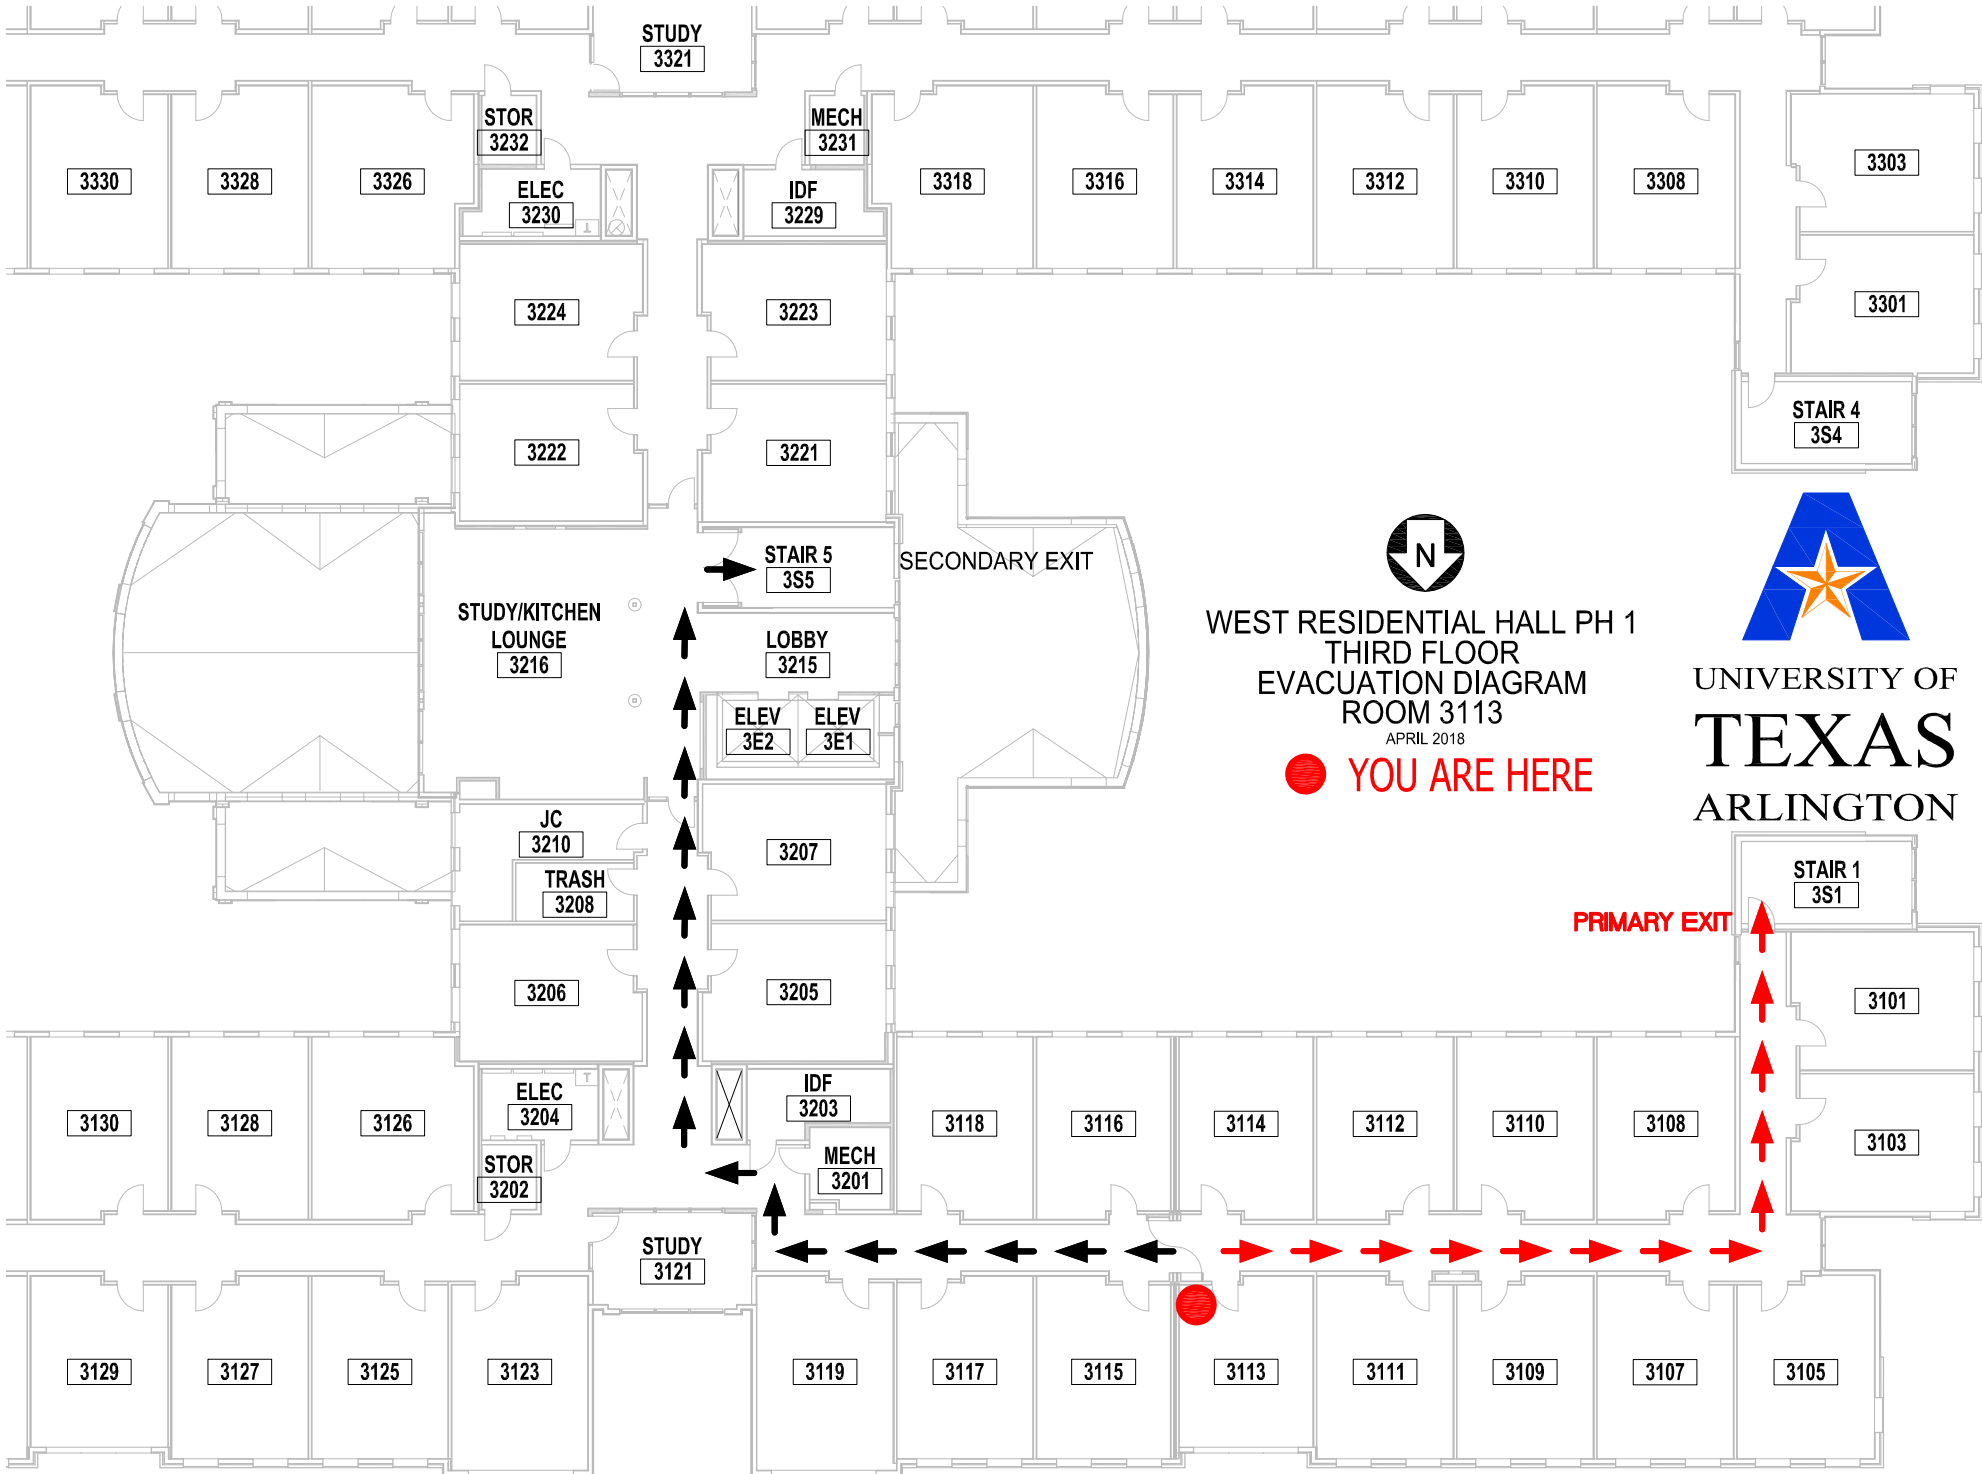 STUDY
3321
STOR
3232
MECH
3231
3330
3328
3326
ELEC
3230
IDF
3229
3318
3316
3314
3312
3310
3308
3303
3301
3224
3223
3222
3221
STAIR 4
3S4
STAIR 5
3S5
SECONDARY EXIT
STUDY/KITCHEN
LOUNGE
3216
LOBBY
3215
ELEV
3E2
ELEV
3E1
N
WEST RESIDENTIAL HALL PH 1
THIRD FLOOR
EVACUATION DIAGRAM
ROOM 3113
APRIL 2018
YOU ARE HERE
UNIVERSITY OF
TEXAS
ARLINGTON
JC
3210
TRASH
3208
3207
STAIR 1
3S1
PRIMARY EXIT
3206
3205
3101
3103
3130
3128
3126
ELEC
3204
T
STOR
3202
IDF
3203
MECH
3201
3118
3116
3114
3112
3110
3108
STUDY
3121
3129
3127
3125
3123
3119
3117
3115
3113
3111
3109
3107
3105